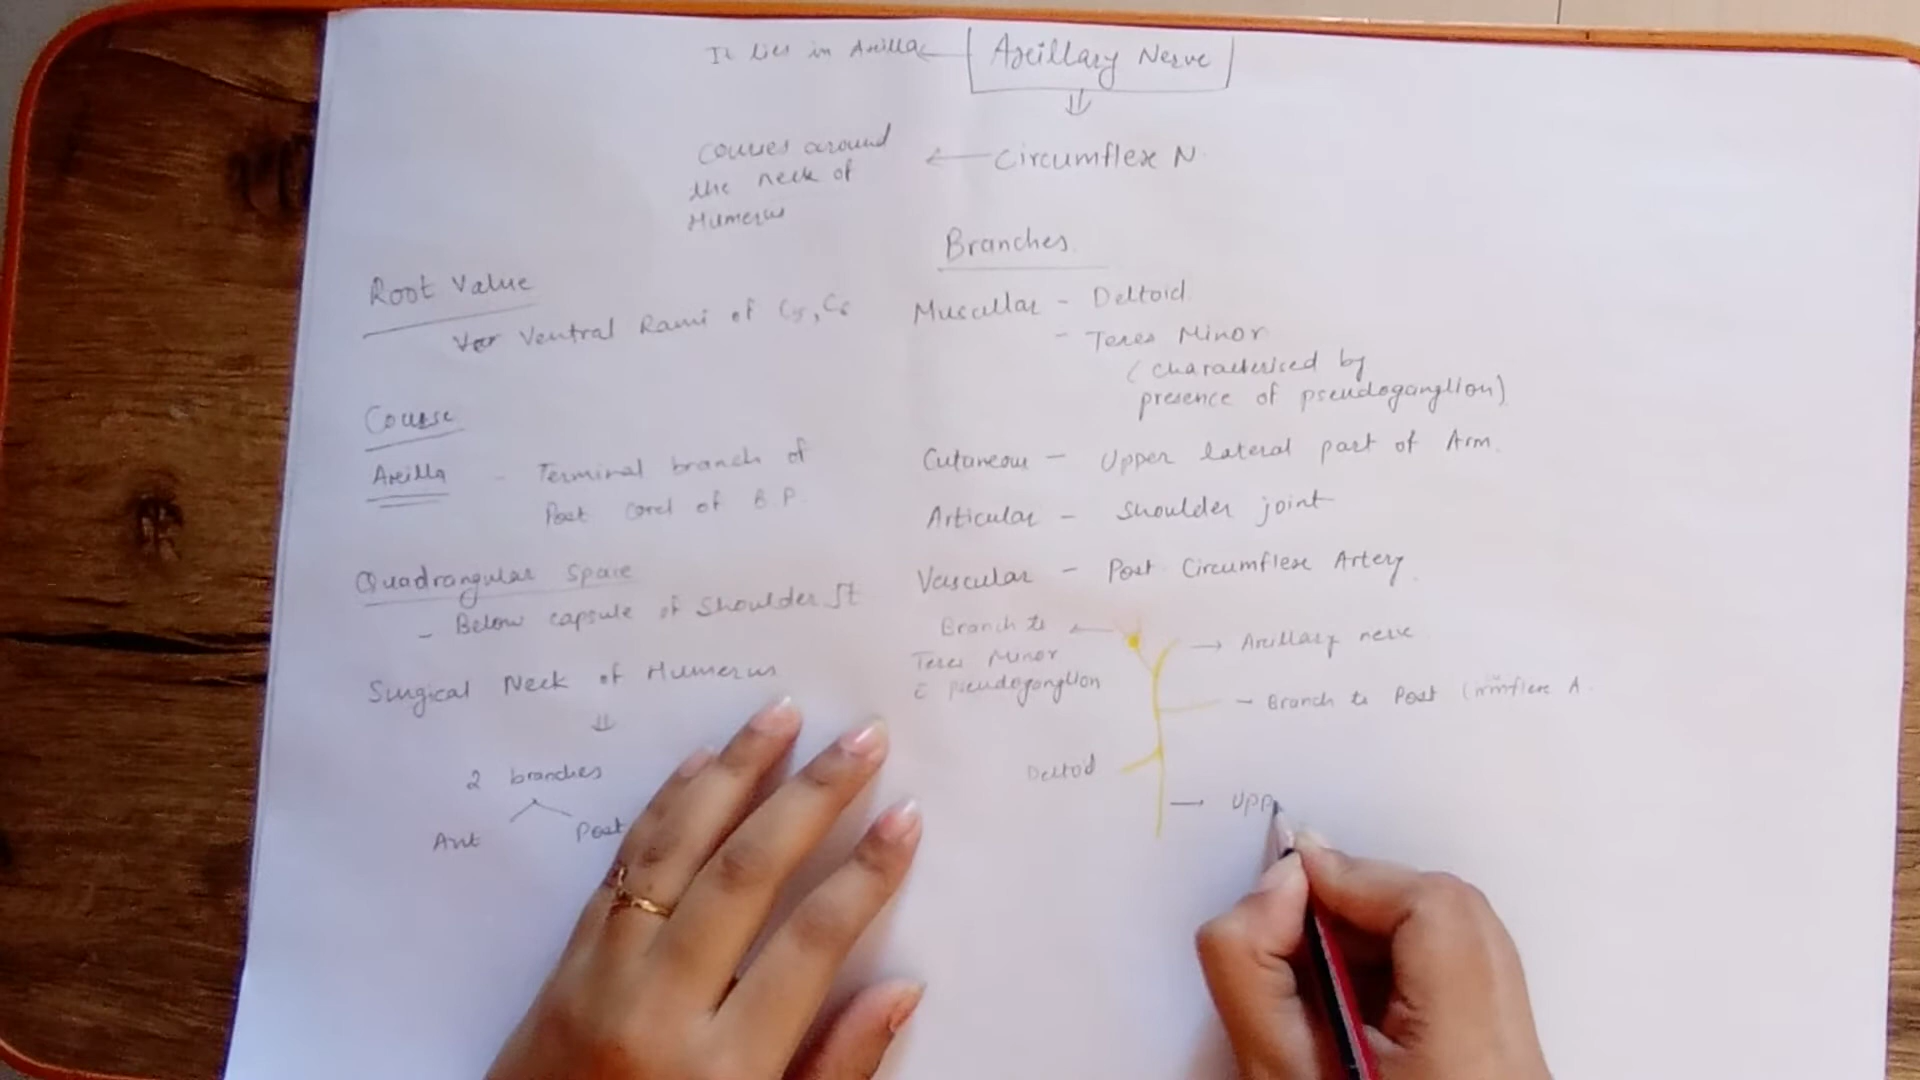 It lies in Axilla ← Axillary Nerve
⇓
Courses around ← Circumflex N.
the neck of
Humerus
Root Value
Ventral Rami of C5, C6
Course
Axilla - Terminal branch of
Post cord of B.P.
Quadrangular Space
- Below capsule of Shoulder Jt
Surgical Neck of Humerus
⇓
2 branches
Ant Post
Branches
Muscular - Deltoid
- Teres Minor
(characterised by
presence of pseudoganglion)
Cutaneous - Upper lateral part of Arm.
Articular - Shoulder joint
Vascular - Post Circumflex Artery
Branch to ←
Teres Minor
c̄ pseudoganglion
→ Axillary nerve
- Branch to Post Circumflex A.
Deltod
— Upp